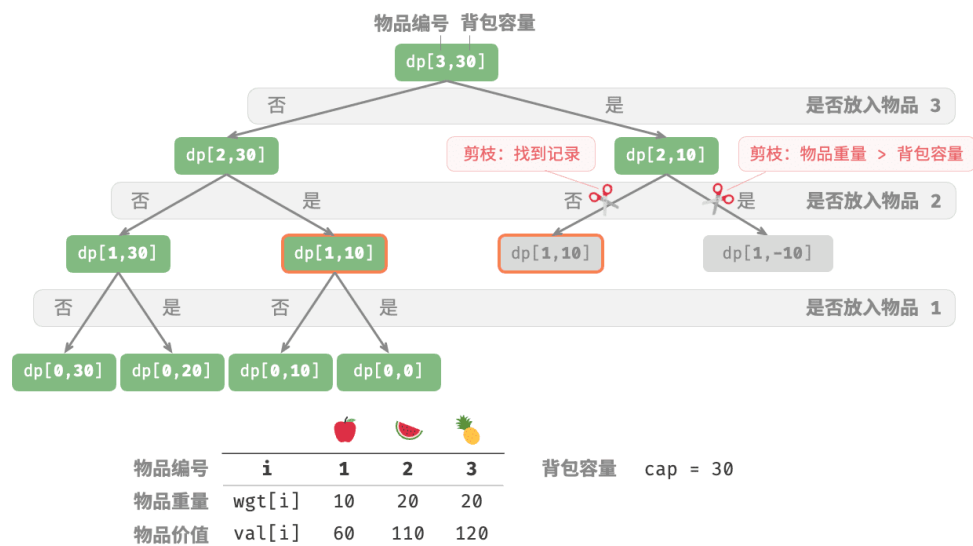 物品编号 背包容量
dp[3,30]
否 是 是否放入物品 3
dp[2,30] 剪枝：找到记录 dp[2,10] 剪枝：物品重量 > 背包容量
否 是 否 是 是否放入物品 2
dp[1,30] dp[1,10] dp[1,10] dp[1,-10]
否 是 否 是 是否放入物品 1
dp[0,30] dp[0,20] dp[0,10] dp[0,0]
物品编号 i 1 2 3 背包容量 cap = 30
物品重量 wgt[i] 10 20 20
物品价值 val[i] 60 110 120